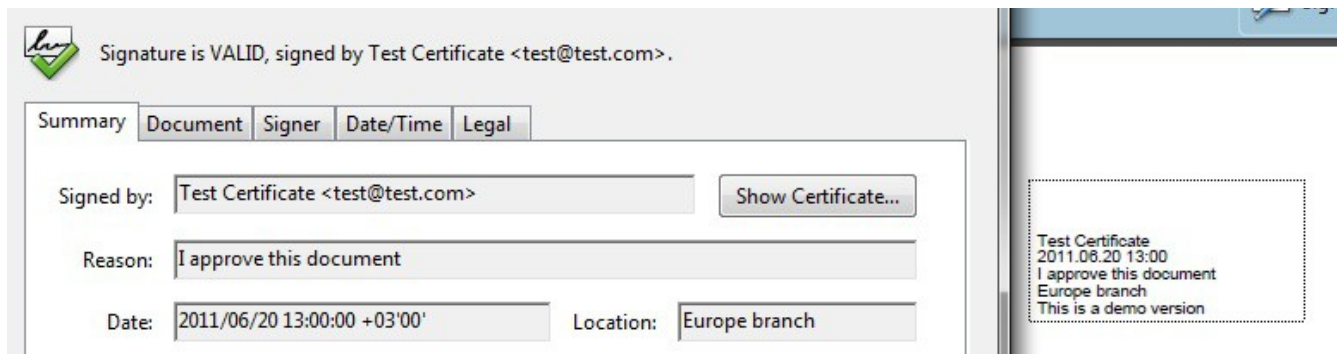 Signature is VALID, signed by Test Certificate <test@test.com>.
Summary Document Signer Date/Time Legal
Signed by: Test Certificate <test@test.com> Show Certificate...
Reason: I approve this document
Date: 2011/06/20 13:00:00 +03'00' Location: Europe branch
Test Certificate
2011.06.20 13:00
I approve this document
Europe branch
This is a demo version